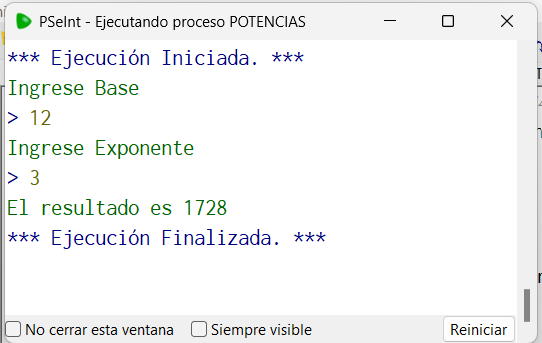 PSeInt - Ejecutando proceso POTENCIAS
*** Ejecución Iniciada. ***
Ingrese Base
> 12
Ingrese Exponente
> 3
El resultado es 1728
*** Ejecución Finalizada. ***
No cerrar esta ventana Siempre visible Reiniciar